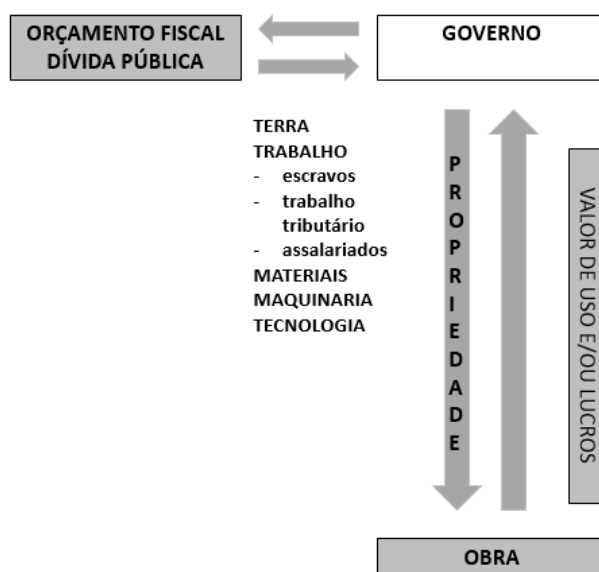 ORÇAMENTO FISCAL
DÍVIDA PÚBLICA
GOVERNO
TERRA
TRABALHO
- escravos
- trabalho
tributário
- assalariados
MATERIAIS
MAQUINARIA
TECNOLOGIA
PROPRIEDADE
VALOR DE USO E/OU LUCROS
OBRA